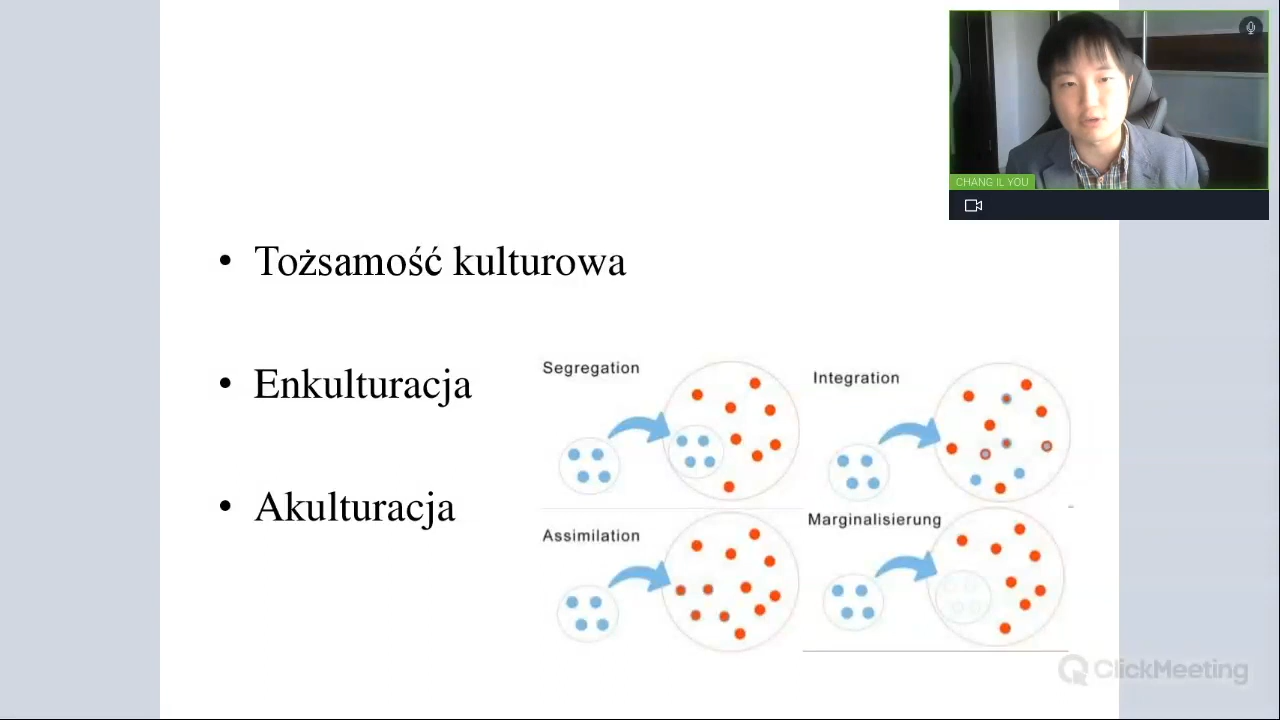 CHANG IL YOU
• Tożsamość kulturowa
• Enkulturacja
• Akulturacja
Segregation
Integration
Assimilation
Marginalisierung
ClickMeeting